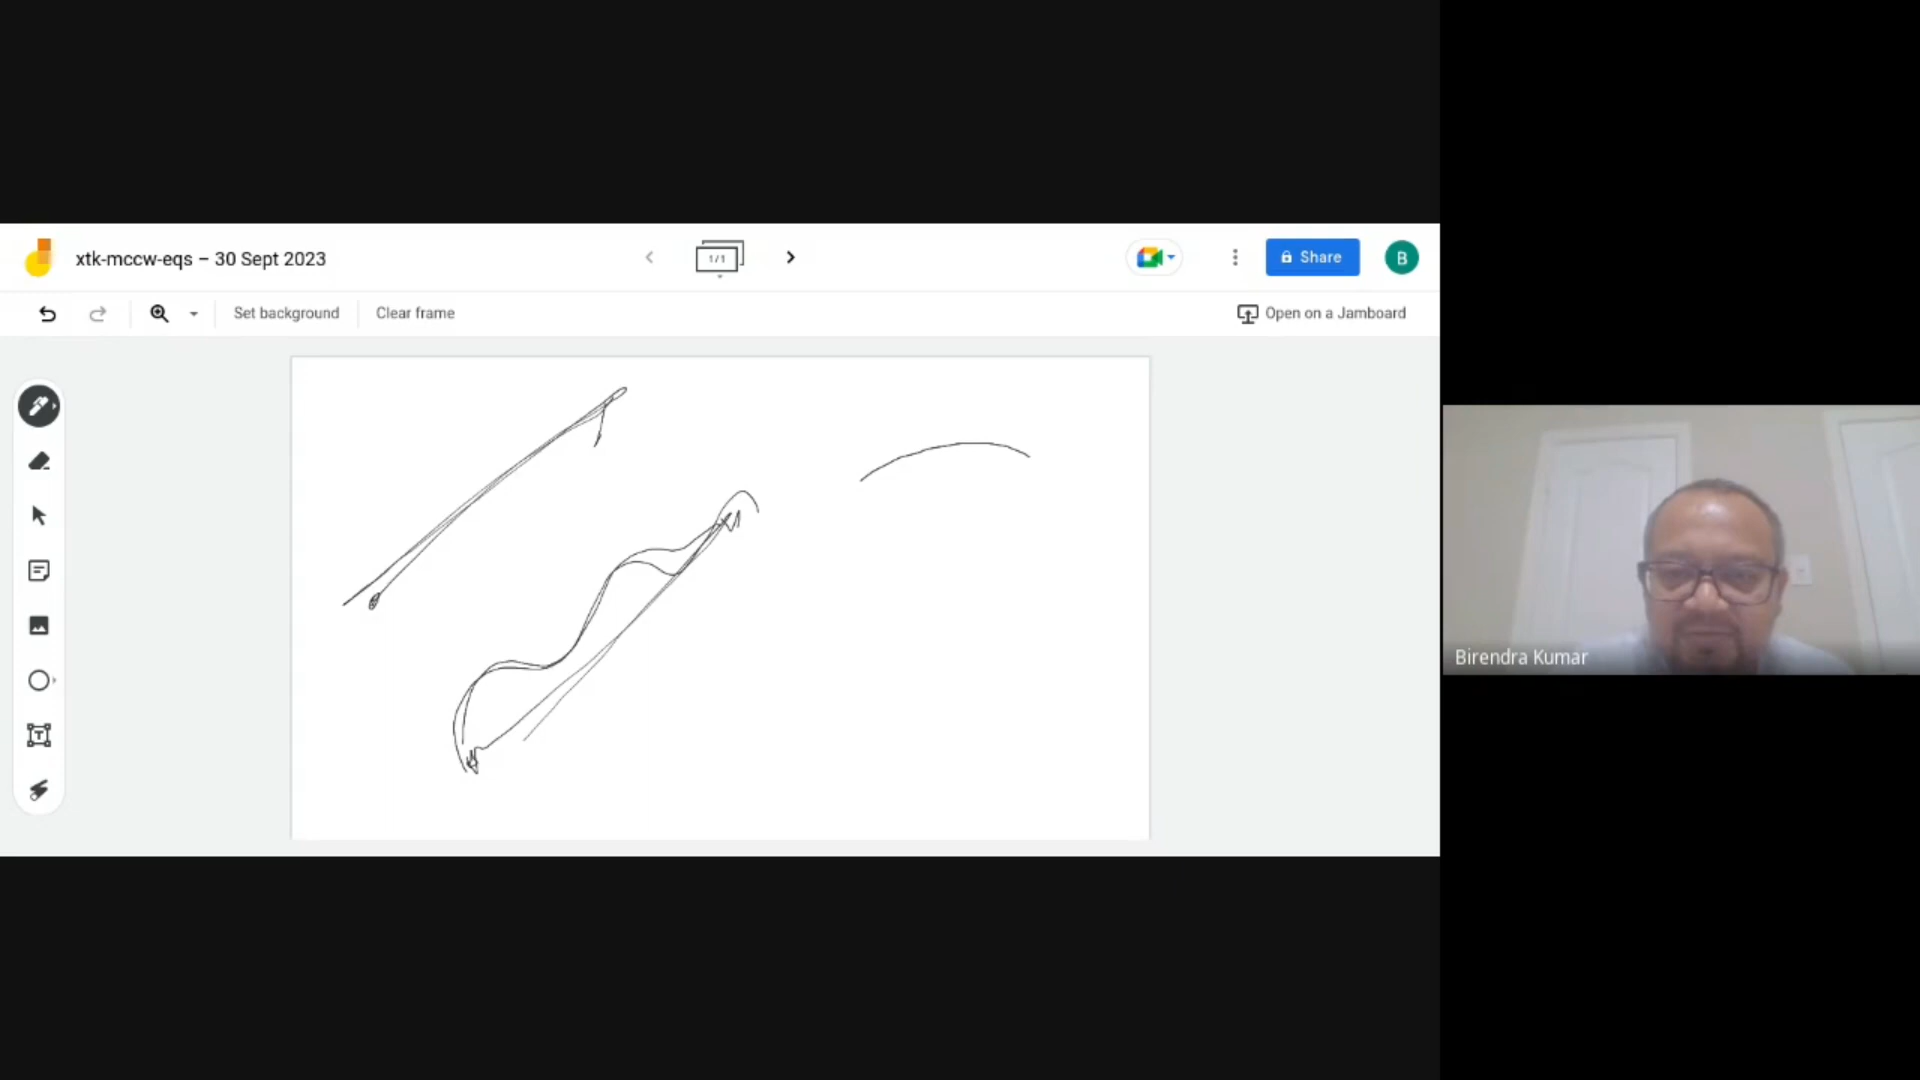 xtk-mccw-eqs – 30 Sept 2023
1/1
Share
B
Set background
Clear frame
Open on a Jamboard
T
Birendra Kumar